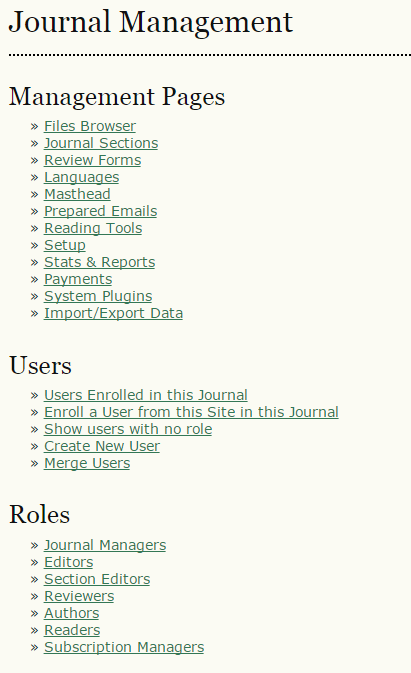 Journal Management
Management Pages
» Files Browser
» Journal Sections
» Review Forms
» Languages
» Masthead
» Prepared Emails
» Reading Tools
» Setup
» Stats & Reports
» Payments
» System Plugins
» Import/Export Data
Users
» Users Enrolled in this Journal
» Enroll a User from this Site in this Journal
» Show users with no role
» Create New User
» Merge Users
Roles
» Journal Managers
» Editors
» Section Editors
» Reviewers
» Authors
» Readers
» Subscription Managers